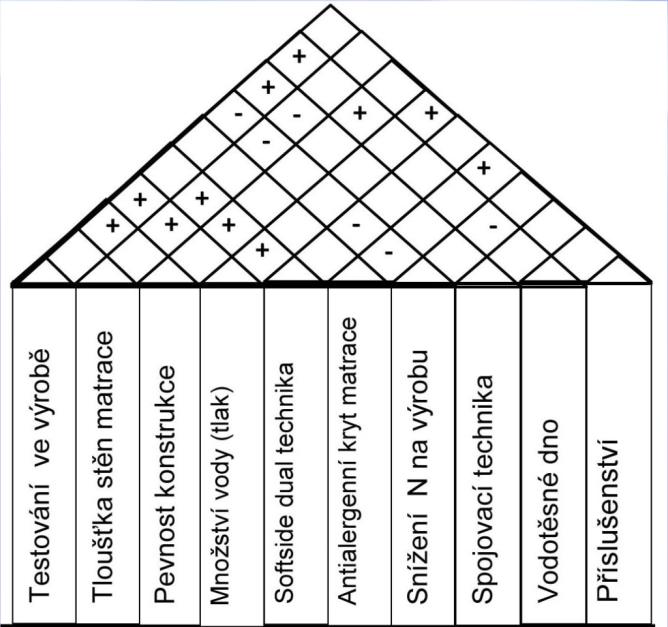 +
+
- - + +
-
+
+ +
+ + + - -
+ -
Testování ve výrobě
Tloušťka stěn matrace
Pevnost konstrukce
Množství vody (tlak)
Softside dual technika
Antialergenní kryt matrace
Snížení N na výrobu
Spojovací technika
Vodotěsné dno
Příslušenství